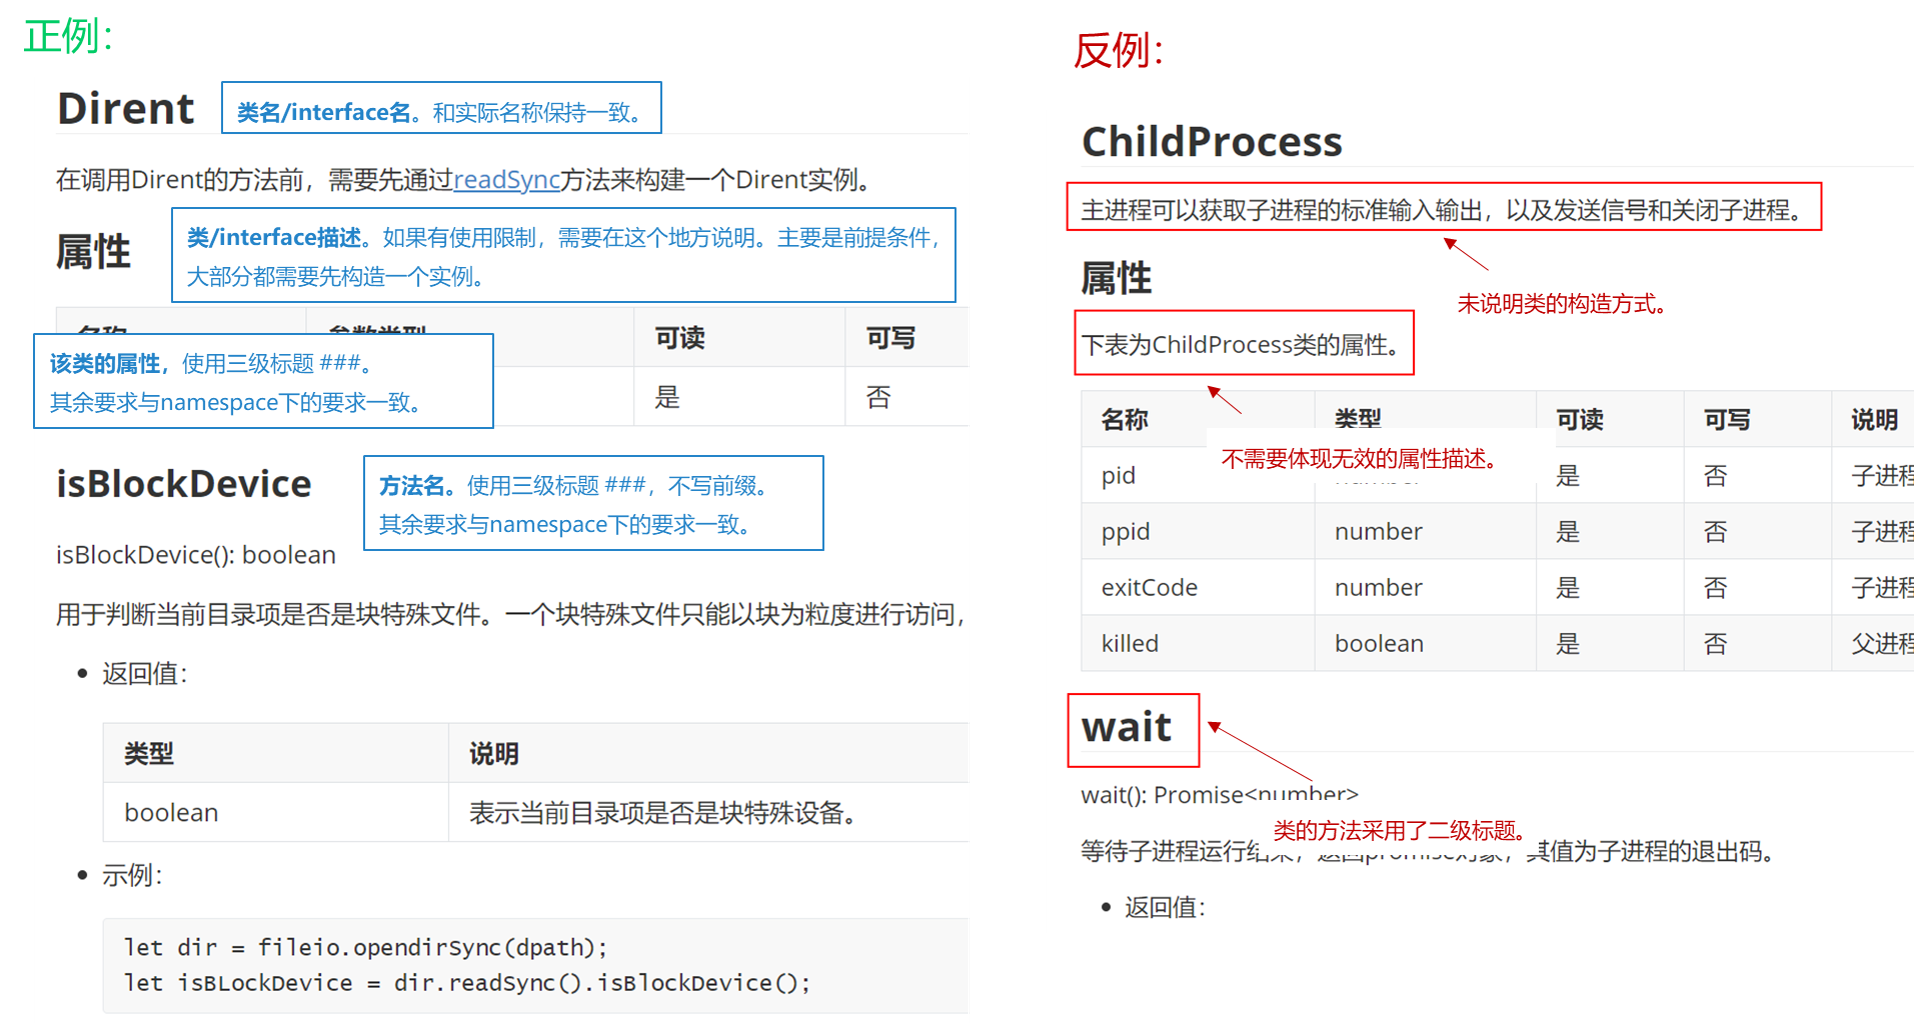 正例：
Dirent
类名/interface名。和实际名称保持一致。
在调用Dirent的方法前，需要先通过readSync方法来构建一个Dirent实例。
属性
类/interface描述。如果有使用限制，需要在这个地方说明。主要是前提条件，
大部分都需要先构造一个实例。
名称 参数类型 可读 可写
该类的属性，使用三级标题 ###。
其余要求与namespace下的要求一致。
是 否
isBlockDevice
方法名。使用三级标题 ###，不写前缀。
其余要求与namespace下的要求一致。
isBlockDevice(): boolean
用于判断当前目录项是否是块特殊文件。一个块特殊文件只能以块为粒度进行访问，
• 返回值：
类型 说明
boolean 表示当前目录项是否是块特殊设备。
• 示例：
let dir = fileio.opendirSync(dpath);
let isBLockDevice = dir.readSync().isBlockDevice();
反例：
ChildProcess
主进程可以获取子进程的标准输入输出，以及发送信号和关闭子进程。
未说明类的构造方式。
属性
下表为ChildProcess类的属性。
不需要体现无效的属性描述。
名称 类型 可读 可写 说明
pid number 是 否 子进程
ppid number 是 否 子进程
exitCode number 是 否 子进程
killed boolean 是 否 父进程
wait
wait(): Promise<number>
类的方法采用了二级标题。
等待子进程运行结束，返回promise对象，其值为子进程的退出码。
• 返回值：